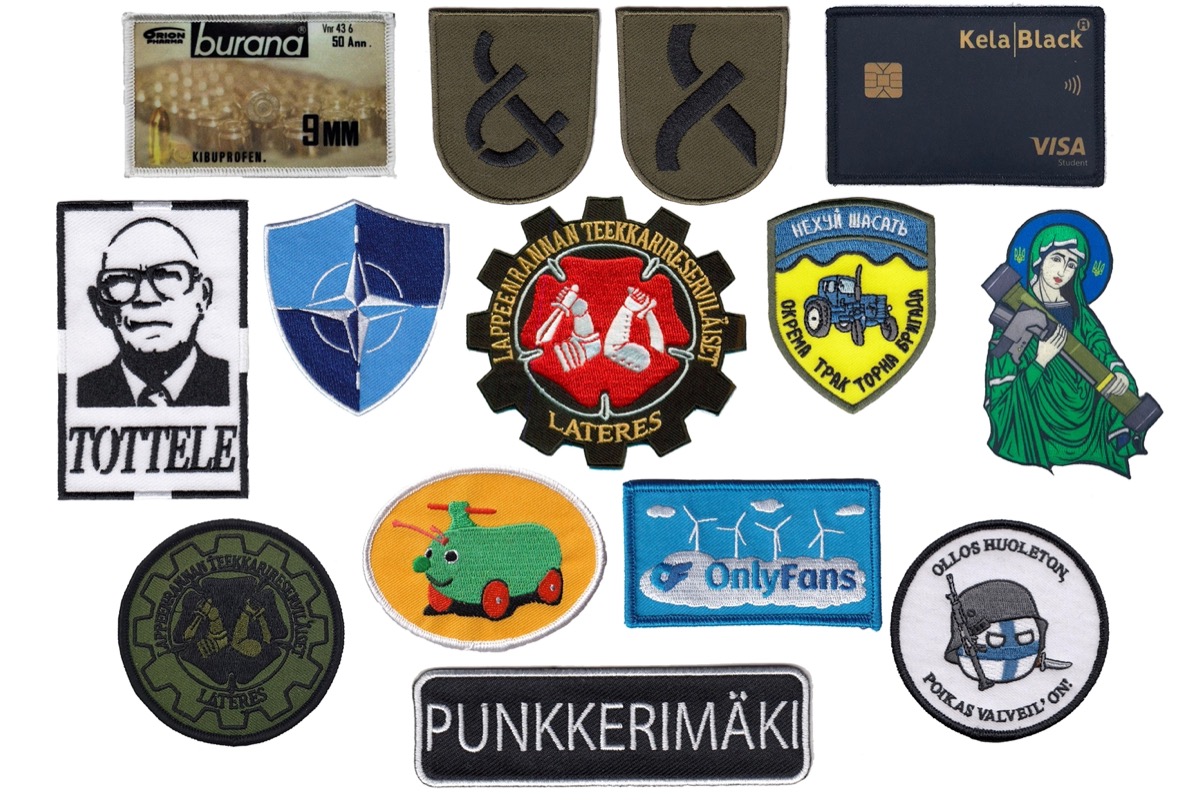 ORION
PHARMA
burana®
Vnr 43 6
50 Ann.
9MM
KIBUPROFEN.
Kela|Black®
VISA
Student
TOTTELE
LAPPEENRANNAN TEEKKARIRESERVILÄISET
LATERES
НЕХУЙ ШАСАТЬ
ОКРЕМА ТРАКТОРНА БРИГАДА
LAPPEENRANNAN TEEKKARIRESERVILÄISET
LATERES
OnlyFans
OLLOS HUOLETON,
POIKAS VALVEIL' ON!
PUNKKERIMÄKI